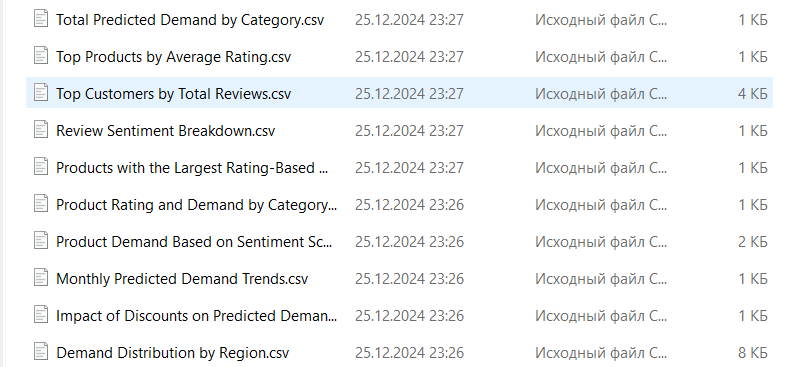 Total Predicted Demand by Category.csv 25.12.2024 23:27 Исходный файл C... 1 КБ
Top Products by Average Rating.csv 25.12.2024 23:27 Исходный файл C... 1 КБ
Top Customers by Total Reviews.csv 25.12.2024 23:27 Исходный файл C... 4 КБ
Review Sentiment Breakdown.csv 25.12.2024 23:27 Исходный файл C... 1 КБ
Products with the Largest Rating-Based ... 25.12.2024 23:27 Исходный файл C... 1 КБ
Product Rating and Demand by Category... 25.12.2024 23:26 Исходный файл C... 1 КБ
Product Demand Based on Sentiment Sc... 25.12.2024 23:26 Исходный файл C... 2 КБ
Monthly Predicted Demand Trends.csv 25.12.2024 23:26 Исходный файл C... 1 КБ
Impact of Discounts on Predicted Deman... 25.12.2024 23:26 Исходный файл C... 1 КБ
Demand Distribution by Region.csv 25.12.2024 23:26 Исходный файл C... 8 КБ